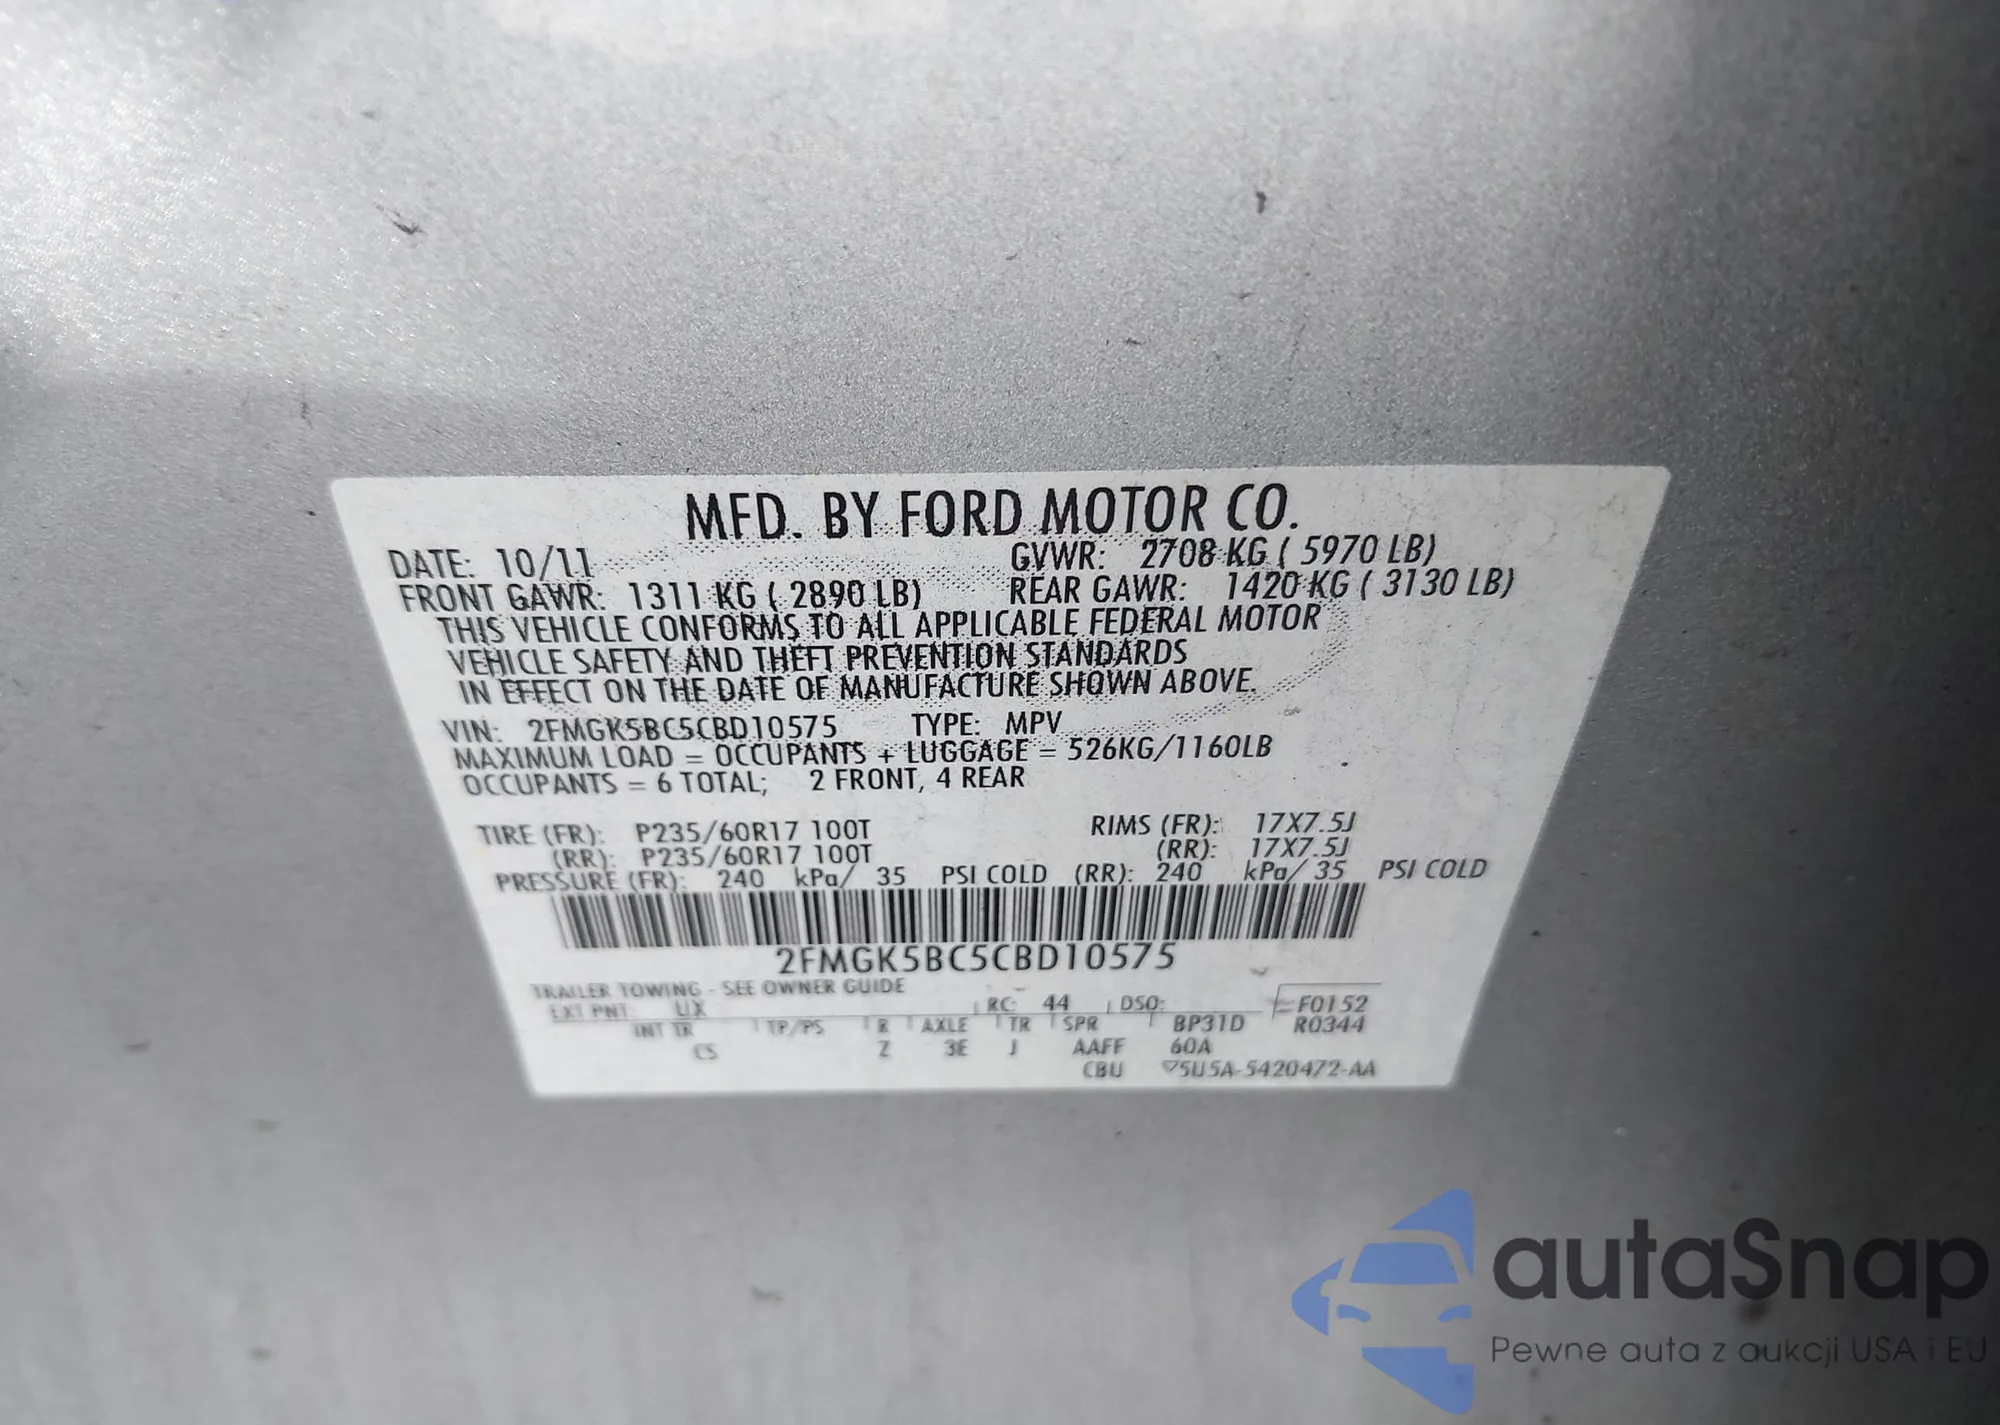 MFD. BY FORD MOTOR CO.
DATE: 10/11 GVWR: 2708 KG ( 5970 LB)
FRONT GAWR: 1311 KG ( 2890 LB) REAR GAWR: 1420 KG ( 3130 LB)
THIS VEHICLE CONFORMS TO ALL APPLICABLE FEDERAL MOTOR
VEHICLE SAFETY AND THEFT PREVENTION STANDARDS
IN EFFECT ON THE DATE OF MANUFACTURE SHOWN ABOVE.
VIN: 2FMGK5BC5CBD10575 TYPE: MPV
MAXIMUM LOAD = OCCUPANTS + LUGGAGE = 526KG/1160LB
OCCUPANTS = 6 TOTAL; 2 FRONT, 4 REAR
TIRE (FR): P235/60R17 100T RIMS (FR): 17X7.5J
(RR): P235/60R17 100T (RR): 17X7.5J
PRESSURE (FR): 240 kPa/ 35 PSI COLD (RR): 240 kPa/ 35 PSI COLD
2FMGK5BC5CBD10575
TRAILER TOWING - SEE OWNER GUIDE
EXT PNT: UX RC: 44 DSO: F0152
INT TR TP/PS R AXLE TR SPR BP31D R0344
CS Z 3E J AAFF 60A
CBU ▽5U5A-5420472-AA
autaSnap
Pewne auta z aukcji USA i EU